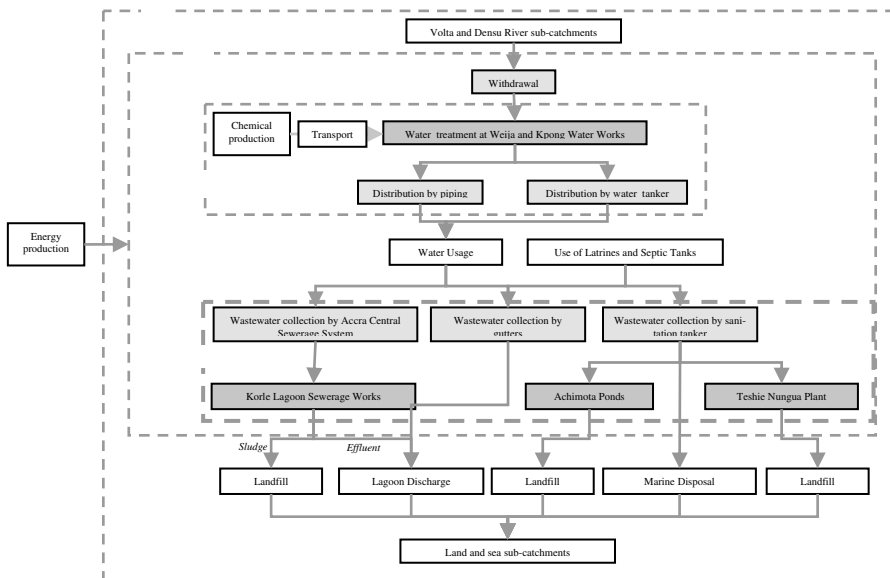 Volta and Densu River sub-catchments
Withdrawal
Chemical
production
Transport
Water treatment at Weija and Kpong Water Works
Distribution by piping
Distribution by water tanker
Energy
production
Water Usage
Use of Latrines and Septic Tanks
Wastewater collection by Accra Central
Sewerage System
Wastewater collection by
gutters
Wastewater collection by sani-
tation tanker
Korle Lagoon Sewerage Works
Achimota Ponds
Teshie Nungua Plant
Sludge
Effluent
Landfill
Lagoon Discharge
Landfill
Marine Disposal
Landfill
Land and sea sub-catchments